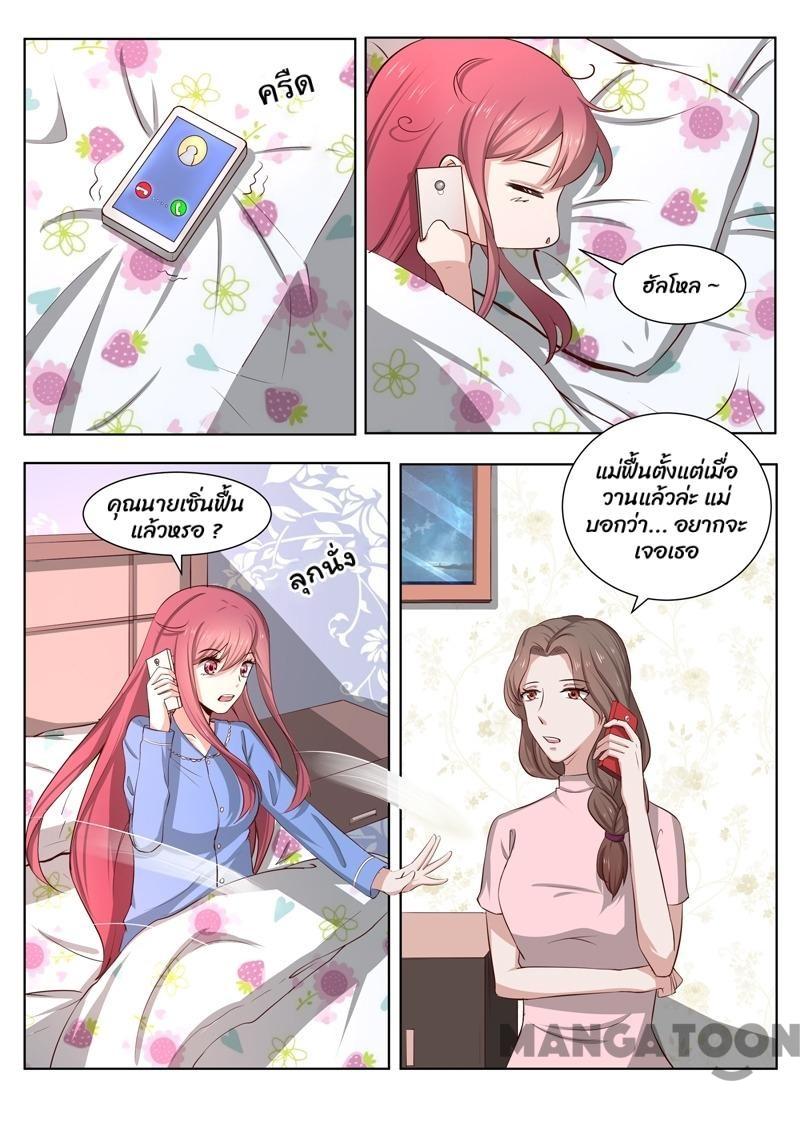 ครืด
ฮัลโหล ~
คุณนายเซิ่นฟื้น
แล้วหรอ ?
ลุกนั่ง
แม่ฟื้นตั้งแต่เมื่อ
วานแล้วล่ะ แม่
บอกว่า... อยากจะ
เจอเธอ
MANGATOON